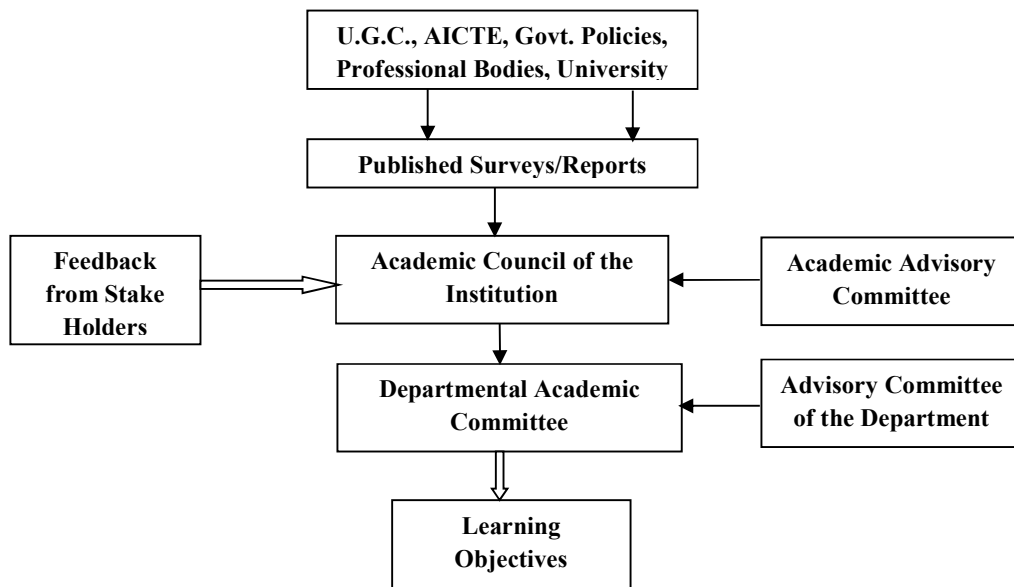 U.G.C., AICTE, Govt. Policies,
Professional Bodies, University
Published Surveys/Reports
Feedback
from Stake
Holders
Academic Council of the
Institution
Academic Advisory
Committee
Departmental Academic
Committee
Advisory Committee
of the Department
Learning
Objectives